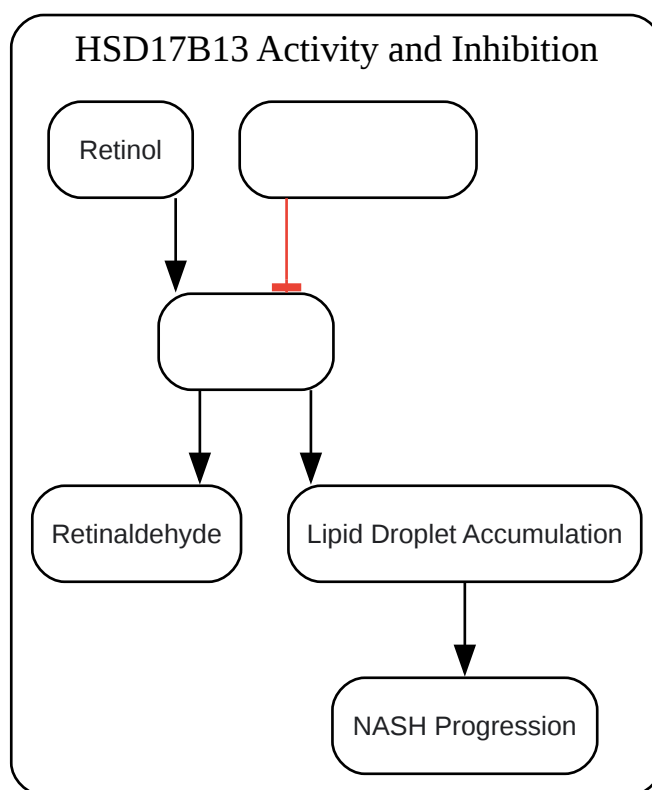 HSD17B13 Activity and Inhibition
Retinol
Retinaldehyde
Lipid Droplet Accumulation
NASH Progression